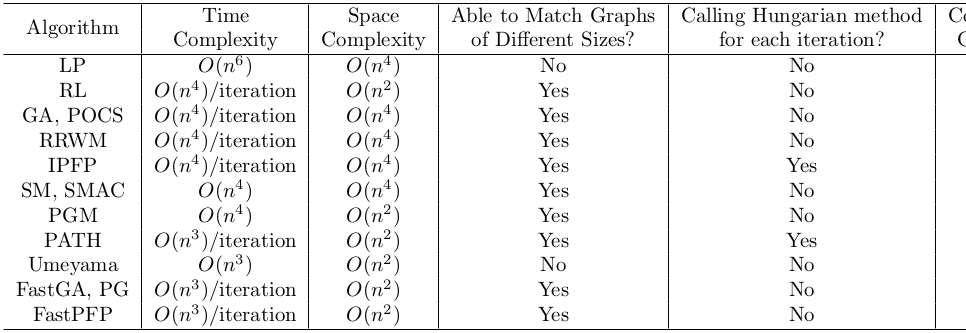 Algorithm | Time Complexity | Space Complexity | Able to Match Graphs of Different Sizes? | Calling Hungarian method for each iteration?
LP | O(n^6) | O(n^4) | No | No
RL | O(n^4)/iteration | O(n^2) | Yes | No
GA, POCS | O(n^4)/iteration | O(n^4) | Yes | No
RRWM | O(n^4)/iteration | O(n^4) | Yes | No
IPFP | O(n^4)/iteration | O(n^4) | Yes | Yes
SM, SMAC | O(n^4) | O(n^4) | Yes | No
PGM | O(n^4) | O(n^2) | Yes | No
PATH | O(n^3)/iteration | O(n^2) | Yes | Yes
Umeyama | O(n^3) | O(n^2) | No | No
FastGA, PG | O(n^3)/iteration | O(n^2) | Yes | No
FastPFP | O(n^3)/iteration | O(n^2) | Yes | No